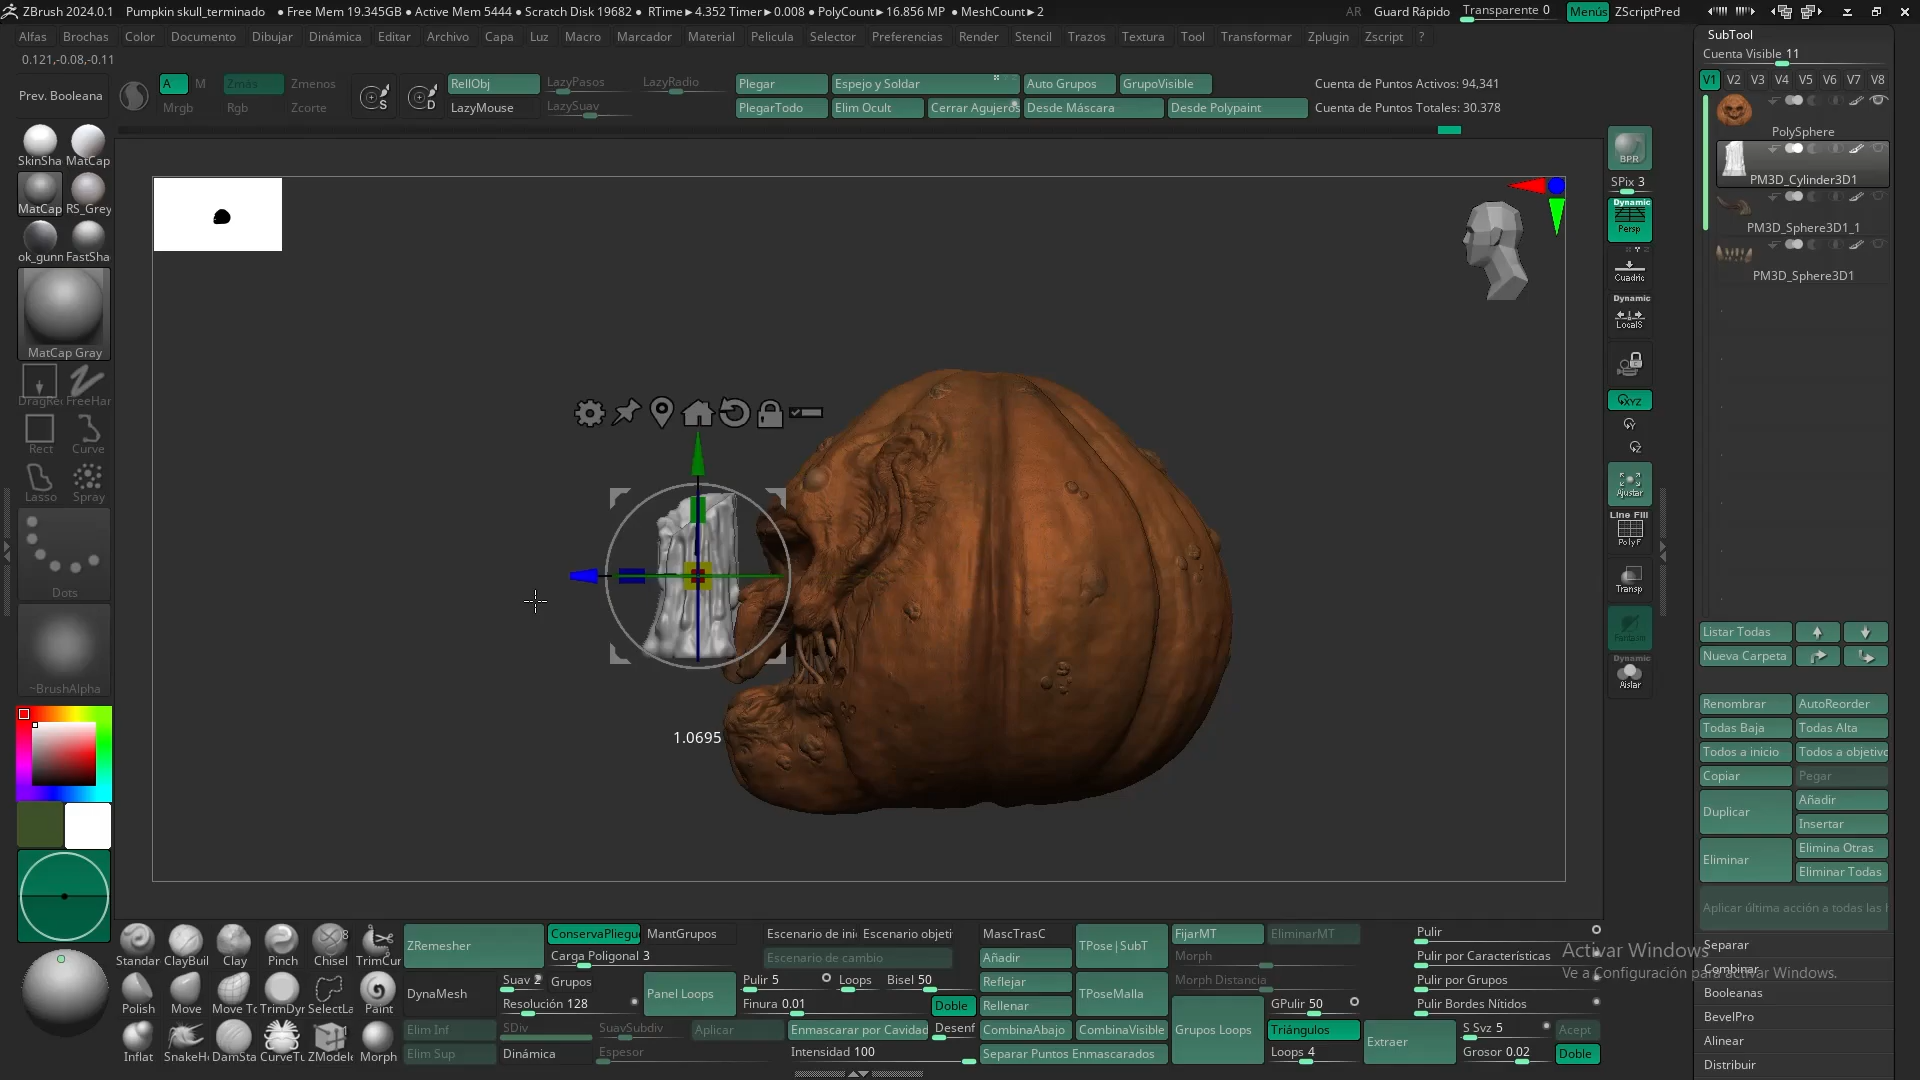 ZBrush 2024.0.1 Pumpkin skull_terminado • Free Mem 19.345GB • Active Mem 5444 • Scratch Disk 19682 • RTime►4.352 Timer►0.008 • PolyCount►16.856 MP • MeshCount►2 AR Guard Rápido Transparente 0 Menús ZScriptPred
Alfas Brochas Color Documento Dibujar Dinámica Editar Archivo Capa Luz Macro Marcador Material Pelicula Selector Preferencias Render Stencil Trazos Textura Tool Transformar Zplugin Zscript ?
0.121,-0.08,-0.11
Prev. Booleana
A M Zmás Zmenos
Mrgb Rgb Zcorte
S D
RellObj LazyPasos LazyRadio
LazyMouse LazySuav
Plegar Espejo y Soldar Auto Grupos GrupoVisible
PlegarTodo Elim Ocult Cerrar Agujeros Desde Máscara Desde Polypaint
Cuenta de Puntos Activos: 94,341
Cuenta de Puntos Totales: 30.378
SkinSha MatCap
MatCap RS_Grey
ok_gunn FastSha
MatCap Gray
DragRec FreeHan
Rect Curve
Lasso Spray
Dots
~BrushAlpha
1.0695
BPR
SPix 3
Dynamic
Persp
Cuadric
Dynamic
LocalS
XYZ
Y
Z
Ajustar
Line Fill
PolyF
Transp
Fantasm
Dynamic
Aislar
SubTool
Cuenta Visible 11
V1 V2 V3 V4 V5 V6 V7 V8
PolySphere
PM3D_Cylinder3D1
PM3D_Sphere3D1_1
PM3D_Sphere3D1
Listar Todas
Nueva Carpeta
Renombrar AutoReorder
Todas Baja Todas Alta
Todos a inicio Todos a objetivo
Copiar Pegar
Duplicar Añadir
Insertar
Eliminar Elimina Otras
Eliminar Todas
Aplicar última acción a todas las
Separar
Combinar
Booleanas
BevelPro
Alinear
Distribuir
Activar Windows
Ve a Configuración para activar Windows.
Standar ClayBuil Clay Pinch Chisel TrimCur
8
Polish Move Move Tc TrimDyr SelectLa Paint
Inflat SnakeH DamSta CurveTu ZModele Morph
ZRemesher ConservaPliegue MantGrupos
Carga Poligonal 3
DynaMesh Suav 2 Grupos
Resolución 128
Panel Loops
Elim Inf SDiv SuavSubdiv Aplicar
Elim Sup Dinámica Espesor
Escenario de ini Escenario objeti
Escenario de cambio
Pulir 5 Loops Bisel 50
Finura 0.01 Doble
Enmascarar por Cavidad Desenf
Intensidad 100
MascTrasC
Añadir
TPose|SubT
Reflejar
Rellenar
TPoseMalla
CombinaAbajo CombinaVisible
Separar Puntos Enmascarados
FijarMT EliminarMT
Morph
Morph Distancia
Grupos Loops
GPulir 50
Triángulos
Loops 4
Extraer
Pulir
Pulir por Características
Pulir por Grupos
Pulir Bordes Nítidos
S Svz 5 Acept
Grosor 0.02 Doble